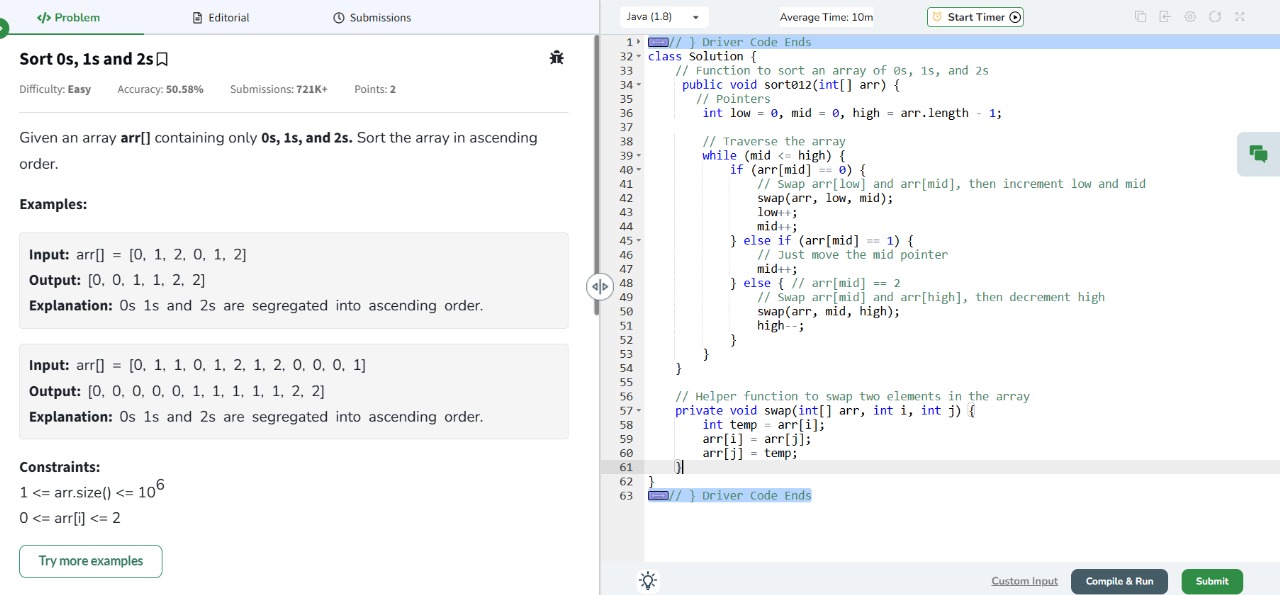 Problem
Editorial
Submissions
Sort 0s, 1s and 2s
Difficulty: Easy Accuracy: 50.58% Submissions: 721K+ Points: 2
Given an array arr[] containing only 0s, 1s, and 2s. Sort the array in ascending
order.
Examples:
Input: arr[] = [0, 1, 2, 0, 1, 2]
Output: [0, 0, 1, 1, 2, 2]
Explanation: 0s 1s and 2s are segregated into ascending order.
Input: arr[] = [0, 1, 1, 0, 1, 2, 1, 2, 0, 0, 0, 1]
Output: [0, 0, 0, 0, 0, 1, 1, 1, 1, 1, 2, 2]
Explanation: 0s 1s and 2s are segregated into ascending order.
Constraints:
1 <= arr.size() <= 10^6
0 <= arr[i] <= 2
Try more examples
Java (1.8)
Average Time: 10m
Start Timer
1 // } Driver Code Ends
32 class Solution {
33     // Function to sort an array of 0s, 1s, and 2s
34      public void sort012(int[] arr) {
35        // Pointers
36         int low = 0, mid = 0, high = arr.length - 1;
37
38         // Traverse the array
39         while (mid <= high) {
40             if (arr[mid] == 0) {
41                 // Swap arr[low] and arr[mid], then increment low and mid
42                 swap(arr, low, mid);
43                 low++;
44                 mid++;
45             } else if (arr[mid] == 1) {
46                 // Just move the mid pointer
47                 mid++;
48             } else { // arr[mid] == 2
49                 // Swap arr[mid] and arr[high], then decrement high
50                 swap(arr, mid, high);
51                 high--;
52             }
53         }
54     }
55
56     // Helper function to swap two elements in the array
57     private void swap(int[] arr, int i, int j) {
58         int temp = arr[i];
59         arr[i] = arr[j];
60         arr[j] = temp;
61     }
62 }
63 // } Driver Code Ends
Custom Input
Compile & Run
Submit